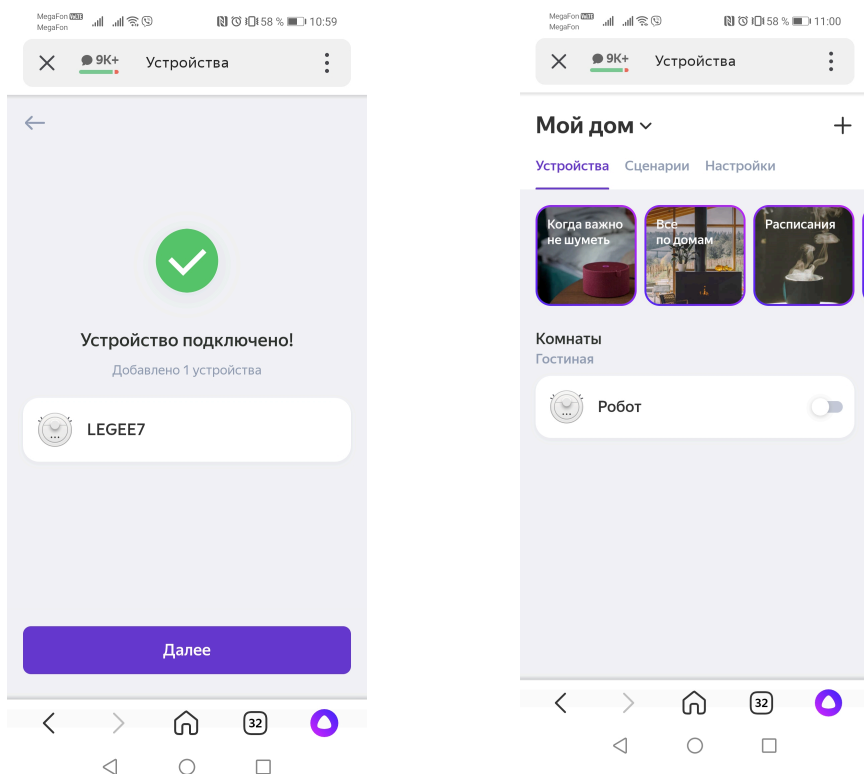 MegaFon VoLTE
MegaFon
58 % 10:59
9K+ Устройства
Устройство подключено!
Добавлено 1 устройства
LEGEE7
Далее
32
MegaFon VoLTE
MegaFon
58 % 11:00
9K+ Устройства
Мой дом
Устройства Сценарии Настройки
Когда важно
не шуметь
Все
по домам
Расписания
Комнаты
Гостиная
Робот
32